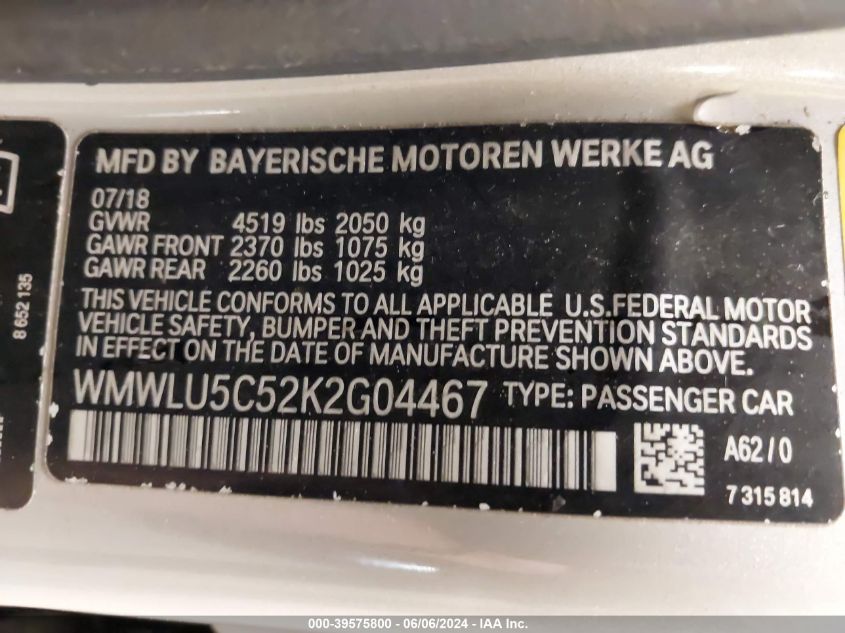 MFD BY BAYERISCHE MOTOREN WERKE AG
07/18
GVWR 4519 lbs 2050 kg
GAWR FRONT 2370 lbs 1075 kg
GAWR REAR 2260 lbs 1025 kg
THIS VEHICLE CONFORMS TO ALL APPLICABLE U.S.FEDERAL MOTOR
VEHICLE SAFETY, BUMPER AND THEFT PREVENTION STANDARDS
IN EFFECT ON THE DATE OF MANUFACTURE SHOWN ABOVE.
WMWLU5C52K2G04467 TYPE: PASSENGER CAR
A62/0
7 315 814
8 652 135
000-39575800 - 06/06/2024 - IAA Inc.